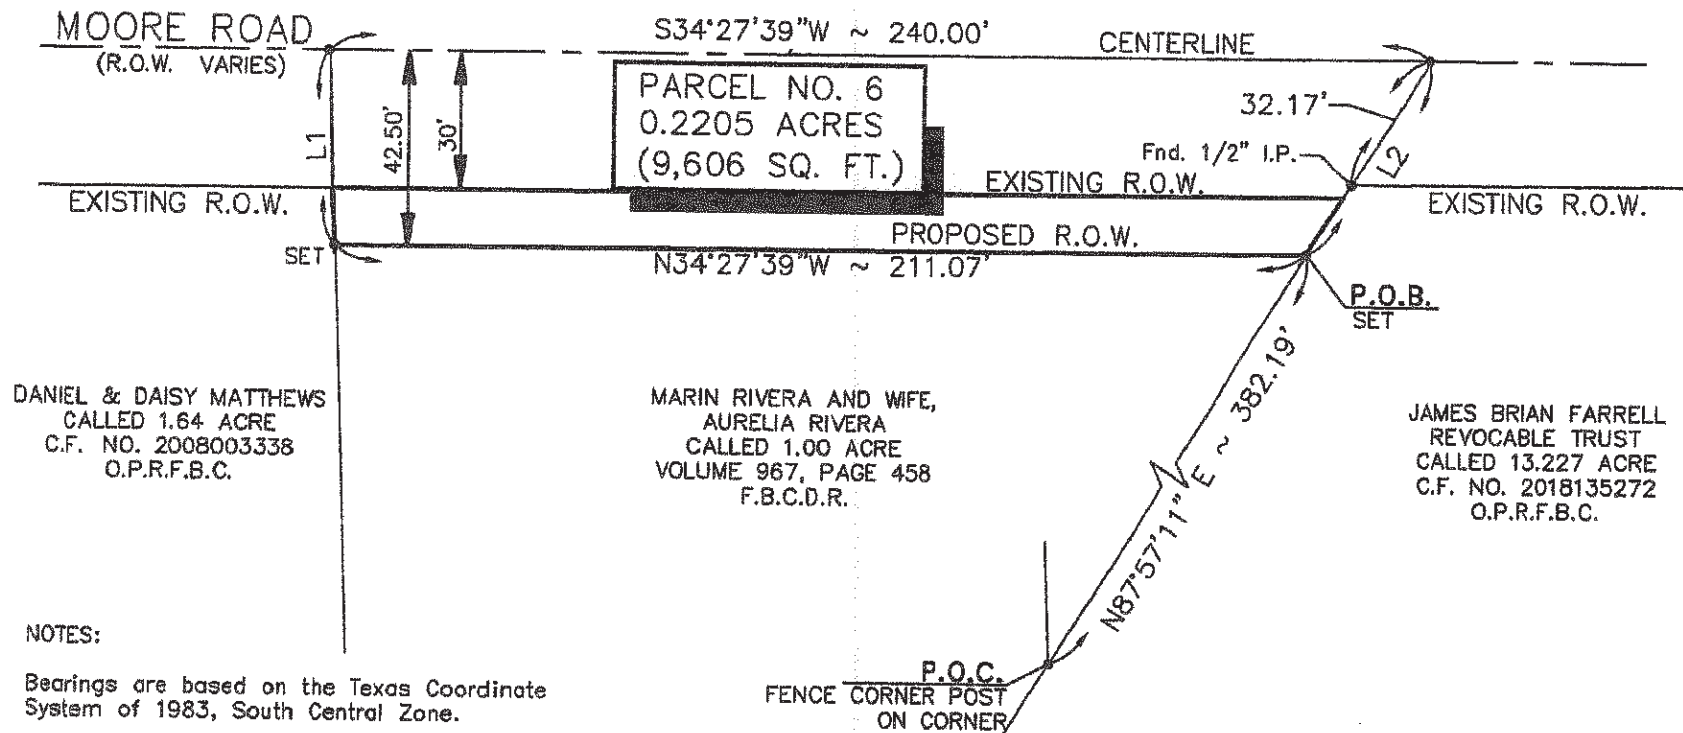 MOORE ROAD
(R.O.W. VARIES)
S34°27'39"W ~ 240.00'
CENTERLINE
PARCEL NO. 6
0.2205 ACRES
(9,606 SQ. FT.)
L1
42.50'
30'
32.17'
Fnd. 1/2" I.P.
L2
EXISTING R.O.W.
EXISTING R.O.W.
EXISTING R.O.W.
PROPOSED R.O.W.
SET
N34°27'39"W ~ 211.07'
P.O.B.
SET
N87°57'11" E ~ 382.19'
DANIEL & DAISY MATTHEWS
CALLED 1.64 ACRE
C.F. NO. 2008003338
O.P.R.F.B.C.
MARIN RIVERA AND WIFE,
AURELIA RIVERA
CALLED 1.00 ACRE
VOLUME 967, PAGE 458
F.B.C.D.R.
JAMES BRIAN FARRELL
REVOCABLE TRUST
CALLED 13.227 ACRE
C.F. NO. 2018135272
O.P.R.F.B.C.
P.O.C.
FENCE CORNER POST
ON CORNER
NOTES:
Bearings are based on the Texas Coordinate
System of 1983, South Central Zone.